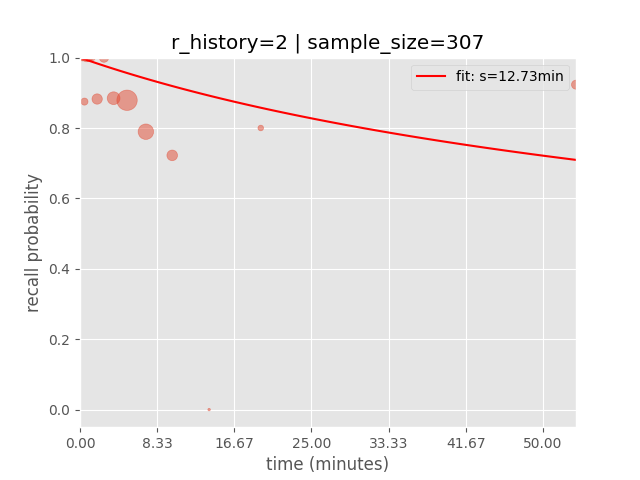 r_history=2 | sample_size=307
fit: s=12.73min
recall probability
1.0
0.8
0.6
0.4
0.2
0.0
0.00 8.33 16.67 25.00 33.33 41.67 50.00
time (minutes)